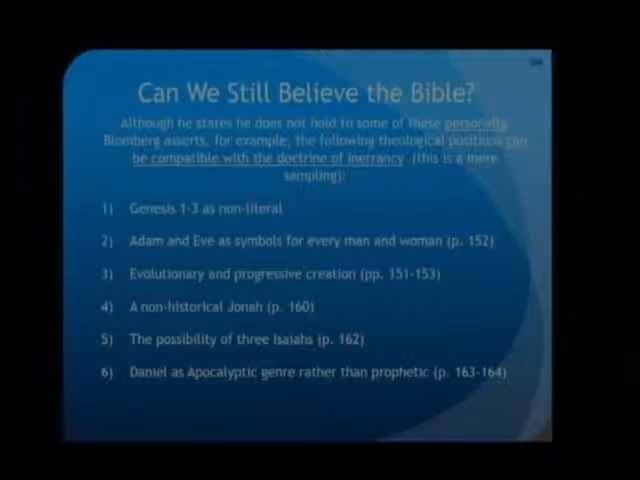 Can We Still Believe the Bible?
Although he states he does not hold to some of these personally
Blomberg asserts, for example, the following theological positions can
be compatible with the doctrine of inerrancy (this is a mere
sampling):
1) Genesis 1-3 as non-literal
2) Adam and Eve as symbols for every man and woman (p. 152)
3) Evolutionary and progressive creation (pp. 151-153)
4) A non-historical Jonah (p. 160)
5) The possibility of three Isaiahs (p. 162)
6) Daniel as Apocalyptic genre rather than prophetic (p. 163-164)